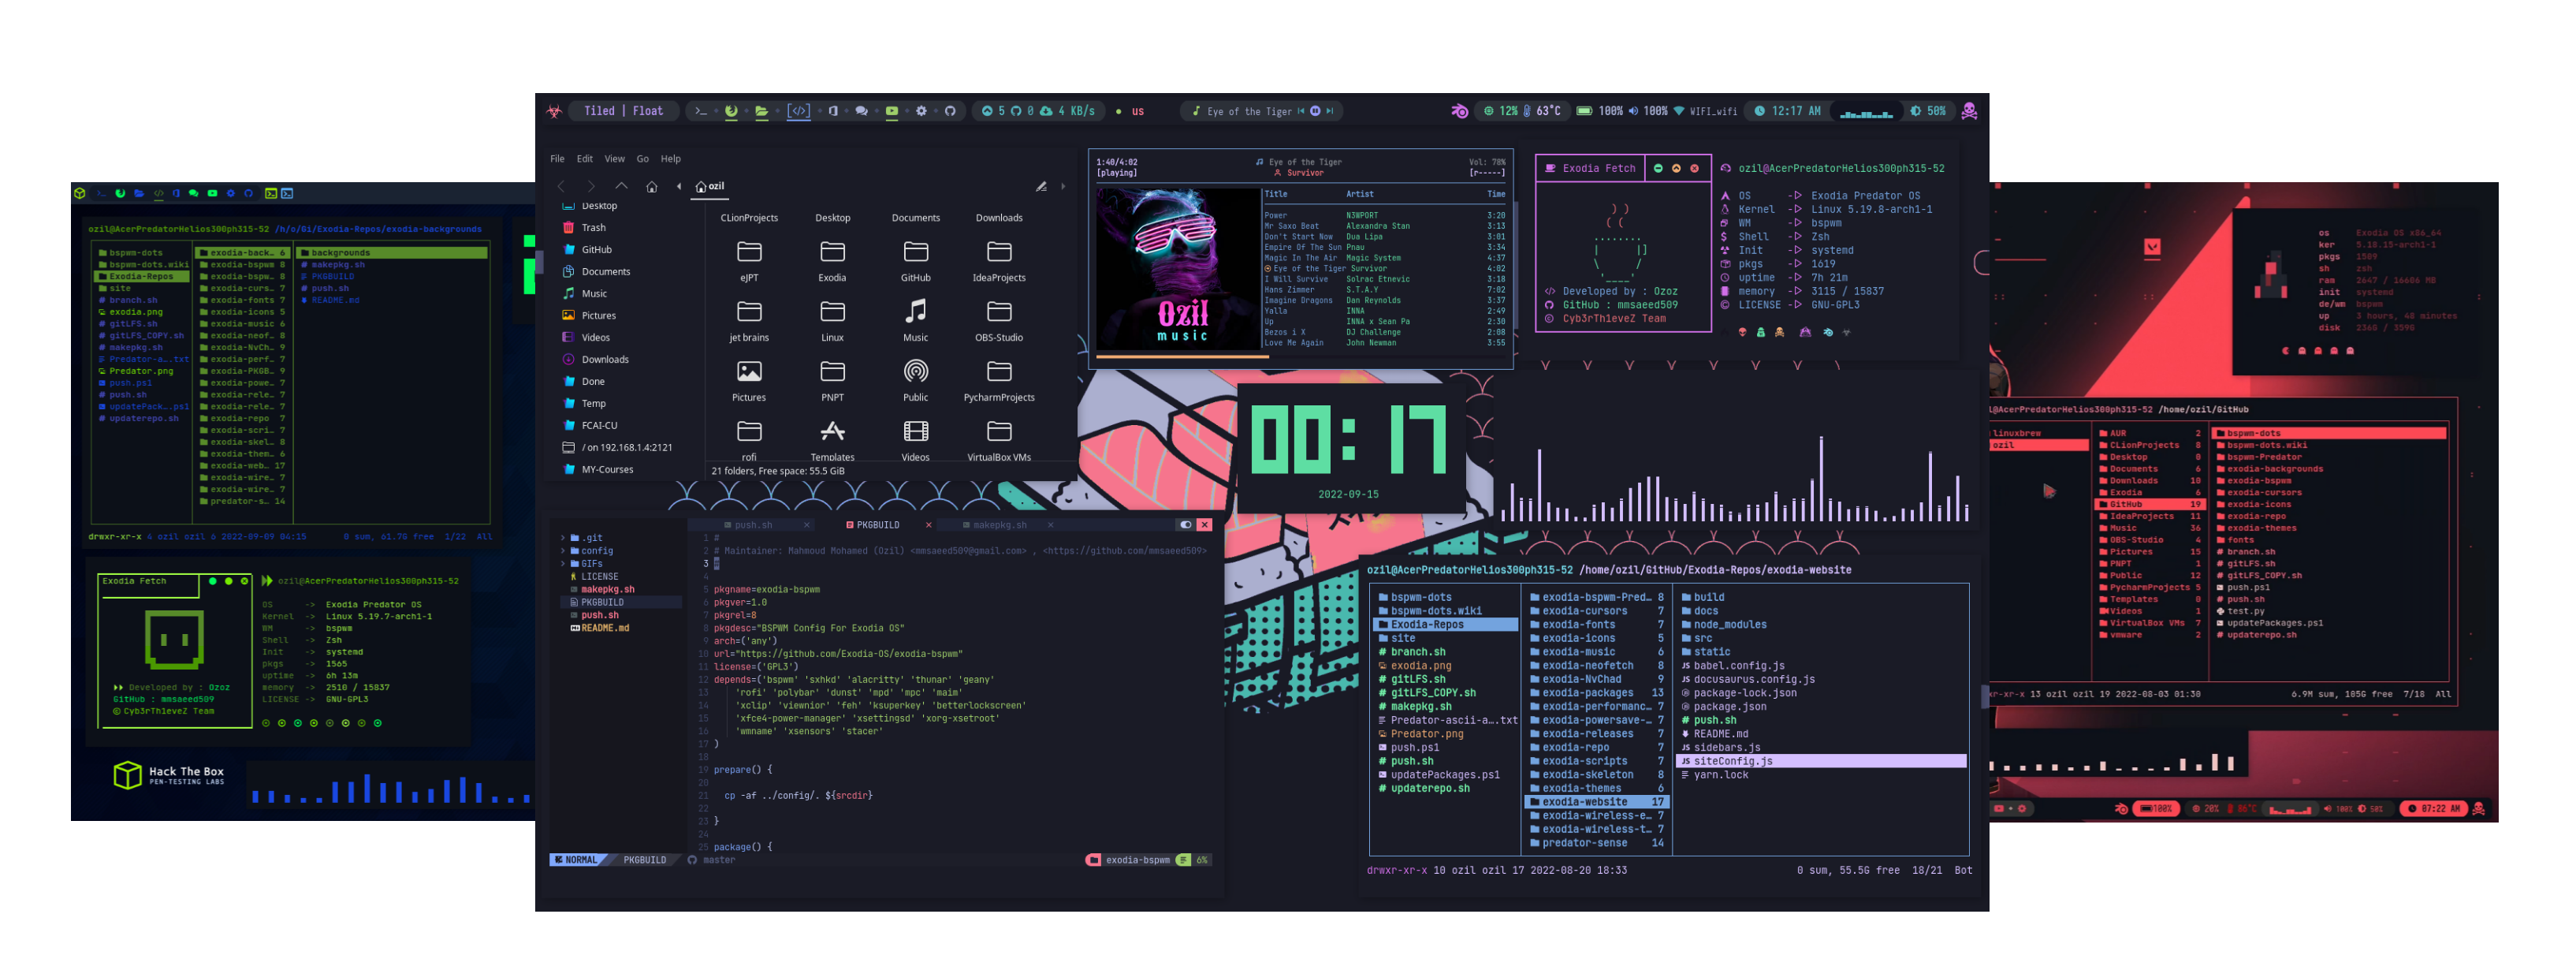 Tiled | Float
5 0 4 KB/s
us
Eye of the Tiger
12% 63°C 100% 100% WIFI_wifi 12:17 AM 50%
File Edit View Go Help
ozil
Desktop
Trash
GitHub
Documents
Music
Pictures
Videos
Downloads
Done
Temp
FCAI-CU
/ on 192.168.1.4:2121
MY-Courses
CLionProjects Desktop Documents Downloads
eJPT Exodia GitHub IdeaProjects
jet brains Linux Music OBS-Studio
Pictures PNPT Public PycharmProjects
rofi Templates Videos VirtualBox VMs
21 folders, Free space: 55.5 GiB
1:40/4:02 Eye of the Tiger Vol: 78%
[playing] Survivor [r-----]
Title Artist Time
Power N3WPORT 3:20
Mr Saxo Beat Alexandra Stan 3:13
Don't Start Now Dua Lipa 3:01
Empire Of The Sun Pnau 3:34
Magic In The Air Magic System 4:37
Eye of the Tiger Survivor 4:02
I Will Survive Solrac Etnevic 3:18
Hans Zimmer S.T.A.Y 7:02
Imagine Dragons Dan Reynolds 3:37
Yalla INNA 2:49
Up INNA x Sean Pa 2:30
Bezos i X DJ Challenge 2:08
Love Me Again John Newman 3:55
Ozil
music
Exodia Fetch
</> Developed by : Ozoz
GitHub : mmsaeed509
© Cyb3rTh1eveZ Team
ozil@AcerPredatorHelios300ph315-52
OS Exodia Predator OS
Kernel Linux 5.19.8-arch1-1
WM bspwm
Shell Zsh
Init systemd
pkgs 1619
uptime 7h 21m
memory 3115 / 15837
LICENSE GNU-GPL3
00:17
2022-09-15
push.sh PKGBUILD makepkg.sh
.git
config
GIFs
LICENSE
makepkg.sh
PKGBUILD
push.sh
README.md
1 #
2 # Maintainer: Mahmoud Mohamed (Ozil) <mmsaeed509@gmail.com> , <https://github.com/mmsaeed509>
3 #
4
5 pkgname=exodia-bspwm
6 pkgver=1.0
7 pkgrel=8
8 pkgdesc="BSPWM Config For Exodia OS"
9 arch=('any')
10 url="https://github.com/Exodia-OS/exodia-bspwm"
11 license=('GPL3')
12 depends=('bspwm' 'sxhkd' 'alacritty' 'thunar' 'geany'
13 'rofi' 'polybar' 'dunst' 'mpd' 'mpc' 'maim'
14 'xclip' 'viewnior' 'feh' 'ksuperkey' 'betterlockscreen'
15 'xfce4-power-manager' 'xsettingsd' 'xorg-xsetroot'
16 'wmname' 'xsensors' 'stacer'
17 )
18
19 prepare() {
20
21 cp -af ../config/. ${srcdir}
22
23 }
24
25 package() {
NORMAL PKGBUILD master exodia-bspwm 6%
ozil@AcerPredatorHelios300ph315-52 /home/ozil/GitHub/Exodia-Repos/exodia-website
bspwm-dots
bspwm-dots.wiki
Exodia-Repos
site
# branch.sh
exodia.png
# gitLFS.sh
# gitLFS_COPY.sh
# makepkg.sh
Predator-ascii-a….txt
Predator.png
push.ps1
# push.sh
updatePackages.ps1
# updaterepo.sh
exodia-bspwm-Pred… 8
exodia-cursors 7
exodia-fonts 7
exodia-icons 5
exodia-music 6
exodia-neofetch 8
exodia-NvChad 9
exodia-packages 13
exodia-performanc… 7
exodia-powersave-… 7
exodia-releases 7
exodia-repo 7
exodia-scripts 7
exodia-skeleton 8
exodia-themes 6
exodia-website 17
exodia-wireless-e… 7
exodia-wireless-t… 7
predator-sense 14
build
docs
node_modules
src
static
JS babel.config.js
JS docusaurus.config.js
package-lock.json
package.json
# push.sh
README.md
JS sidebars.js
JS siteConfig.js
yarn.lock
drwxr-xr-x 10 ozil ozil 17 2022-08-20 18:33 0 sum, 55.5G free 18/21 Bot
ozil@AcerPredatorHelios300ph315-52 /h/o/Gi/Exodia-Repos/exodia-backgrounds
bspwm-dots
bspwm-dots.wiki
Exodia-Repos
site
# branch.sh
exodia.png
# gitLFS.sh
# gitLFS_COPY.sh
# makepkg.sh
Predator-a….txt
Predator.png
push.ps1
# push.sh
updatePack….ps1
# updaterepo.sh
exodia-back… 6
exodia-bspwm 8
exodia-bspw… 8
exodia-curs… 7
exodia-fonts 7
exodia-icons 5
exodia-music 6
exodia-neof… 8
exodia-NvCh… 9
exodia-perf… 7
exodia-PKGB… 9
exodia-powe… 7
exodia-rele… 7
exodia-rele… 7
exodia-repo 7
exodia-scri… 7
exodia-skel… 8
exodia-them… 6
exodia-web… 17
exodia-wire… 7
exodia-wire… 7
predator-s… 14
backgrounds
# makepkg.sh
PKGBUILD
# push.sh
README.md
drwxr-xr-x 4 ozil ozil 6 2022-09-09 04:15 0 sum, 61.7G free 1/22 All
Exodia Fetch
Developed by : Ozoz
GitHub : mmsaeed509
© Cyb3rTh1eveZ Team
ozil@AcerPredatorHelios300ph315-52
OS -> Exodia Predator OS
Kernel -> Linux 5.19.7-arch1-1
WM -> bspwm
Shell -> Zsh
Init -> systemd
pkgs -> 1565
uptime -> 6h 13m
memory -> 2510 / 15837
LICENSE -> GNU-GPL3
Hack The Box
PEN-TESTING LABS
os Exodia OS x86_64
ker 5.18.15-arch1-1
pkgs 1509
sh zsh
ram 2647 / 16606 MB
init systemd
de/wm bspwm
up 3 hours, 48 minutes
disk 236G / 359G
l@AcerPredatorHelios300ph315-52 /home/ozil/GitHub
linuxbrew
ozil
AUR 2
CLionProjects 8
Desktop 0
Documents 6
Downloads 10
Exodia 6
GitHub 19
IdeaProjects 11
Music 36
OBS-Studio 4
Pictures 15
PNPT 1
Public 12
PycharmProjects 5
Templates 0
Videos 1
VirtualBox VMs 7
vmware 2
bspwm-dots
bspwm-dots.wiki
bspwm-Predator
exodia-backgrounds
exodia-bspwm
exodia-cursors
exodia-icons
exodia-repo
exodia-themes
fonts
# branch.sh
# gitLFS.sh
# gitLFS_COPY.sh
push.ps1
# push.sh
test.py
updatePackages.ps1
# updaterepo.sh
xr-x 13 ozil ozil 19 2022-08-03 01:30 6.9M sum, 105G free 7/18 All
100% 20% 86°C 100% 50% 07:22 AM